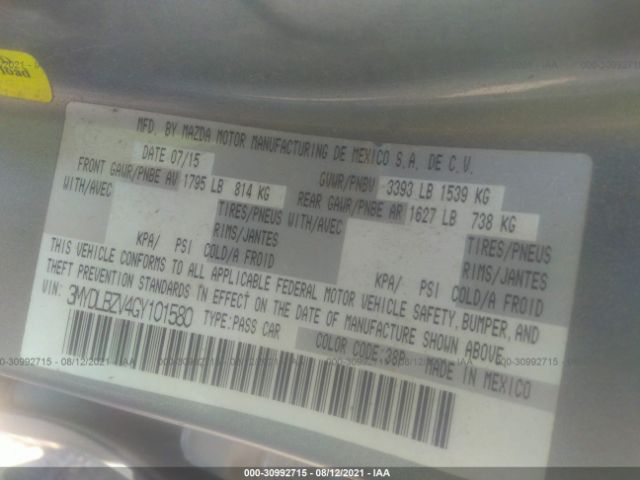 000-30992715 - 08/12/2021 - IAA
load
MFD. BY MAZDA MOTOR MANUFACTURING DE MEXICO S.A. DE C.V.
DATE 07/15 GVWR/PNBV 3393 LB 1539 KG
FRONT GAWR/PNBE AV 1795 LB 814 KG REAR GAWR/PNBE AR 1627 LB 738 KG
WITH/AVEC TIRES/PNEUS WITH/AVEC TIRES/PNEUS
RIMS/JANTES RIMS/JANTES
KPA/ PSI COLD/A FROID KPA/ PSI COLD/A FROID
THIS VEHICLE CONFORMS TO ALL APPLICABLE FEDERAL MOTOR VEHICLE SAFETY, BUMPER, AND
THEFT PREVENTION STANDARDS IN EFFECT ON THE DATE OF MANUFACTURE SHOWN ABOVE.
VIN: 3MYDLBZV4GY101580 TYPE:PASS CAR COLOR CODE:38P MADE IN MEXICO
000-30992715 - 08/12/2021 - IAA